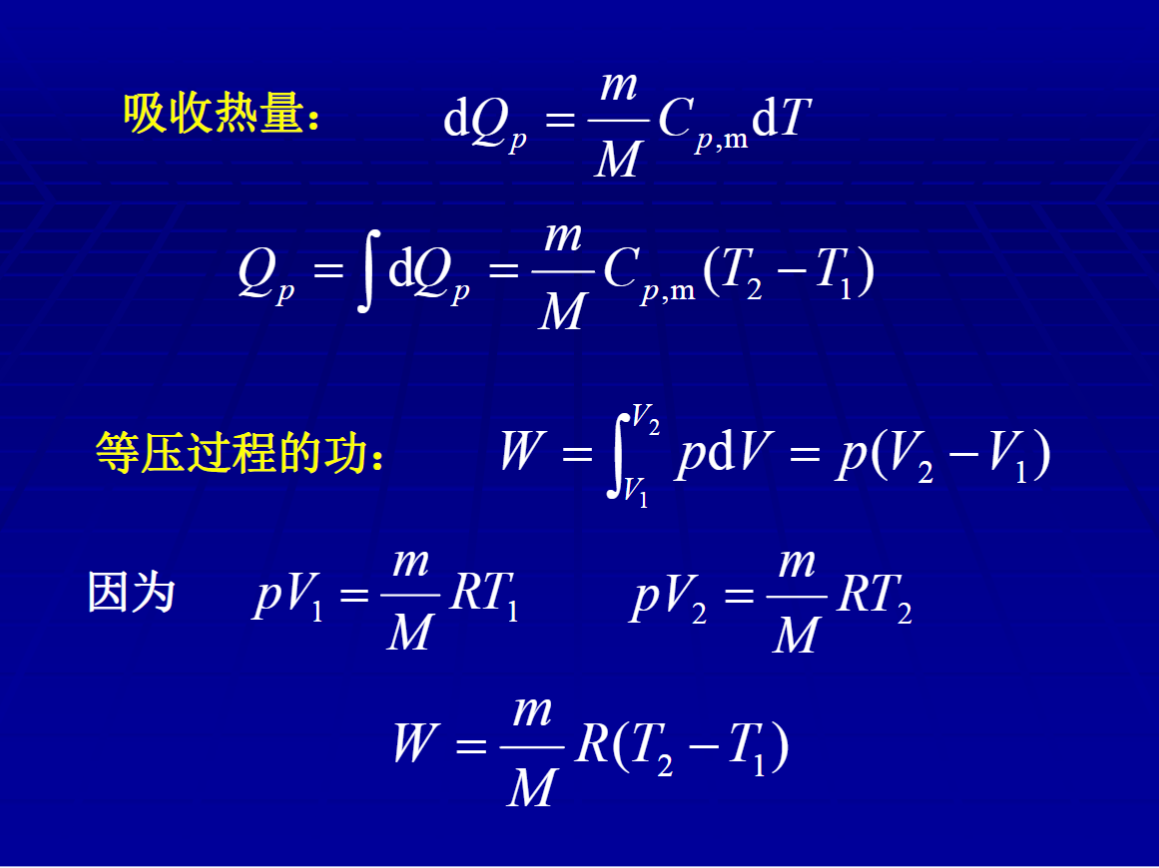 吸收热量： $\mathrm{d}Q_p = \frac{m}{M} C_{p,\mathrm{m}} \mathrm{d}T$
$Q_p = \int \mathrm{d}Q_p = \frac{m}{M} C_{p,\mathrm{m}} (T_2 - T_1)$
等压过程的功： $W = \int_{V_1}^{V_2} p\mathrm{d}V = p(V_2 - V_1)$
因为 $pV_1 = \frac{m}{M} RT_1$ $pV_2 = \frac{m}{M} RT_2$
$W = \frac{m}{M} R(T_2 - T_1)$